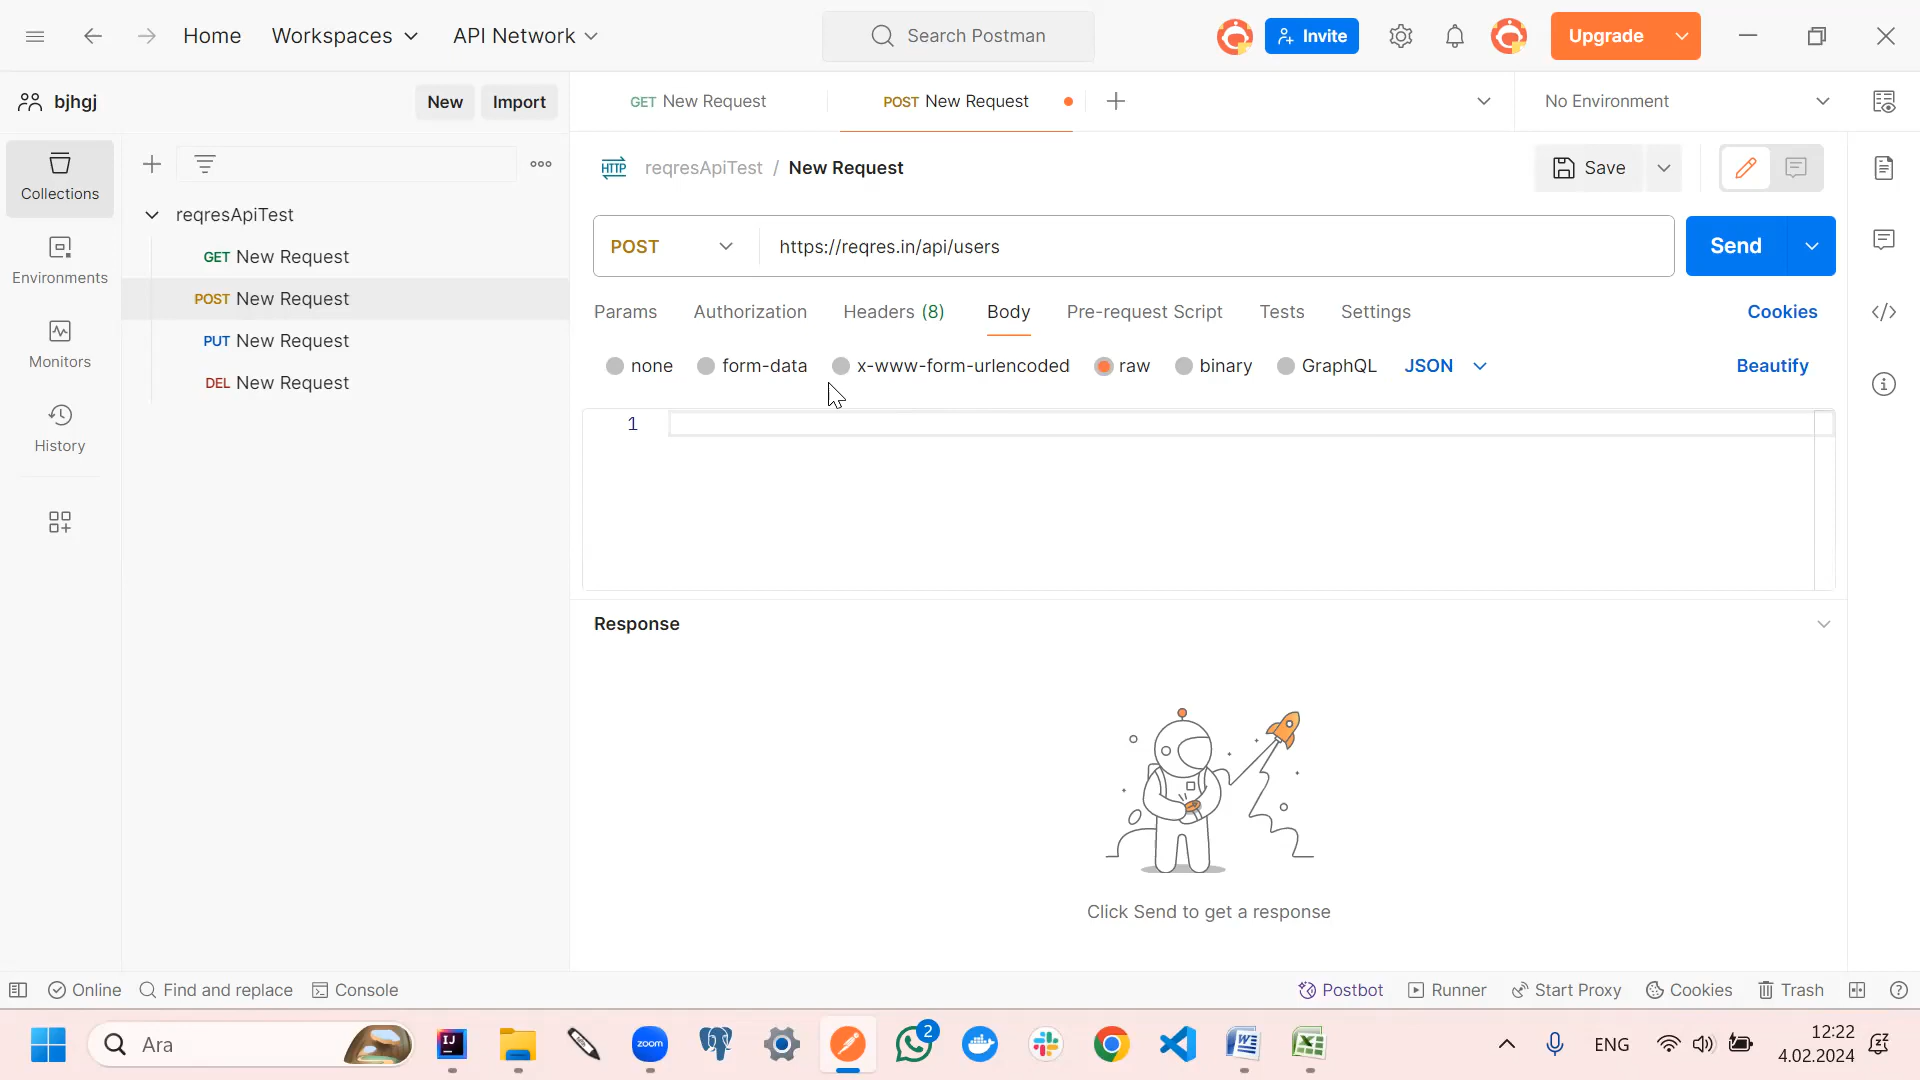 Home
Workspaces
API Network
Search Postman
Invite
Upgrade
bjhgj
New
Import
GET New Request
POST New Request
No Environment
Collections
reqresApiTest
GET New Request
POST New Request
PUT New Request
DEL New Request
Environments
Monitors
History
HTTP
reqresApiTest / New Request
Save
POST
https://reqres.in/api/users
Send
Params
Authorization
Headers (8)
Body
Pre-request Script
Tests
Settings
Cookies
none
form-data
x-www-form-urlencoded
raw
binary
GraphQL
JSON
Beautify
1
Response
Click Send to get a response
Online
Find and replace
Console
Postbot
Runner
Start Proxy
Cookies
Trash
Ara
IJ
zoom
2
ENG
12:22
4.02.2024